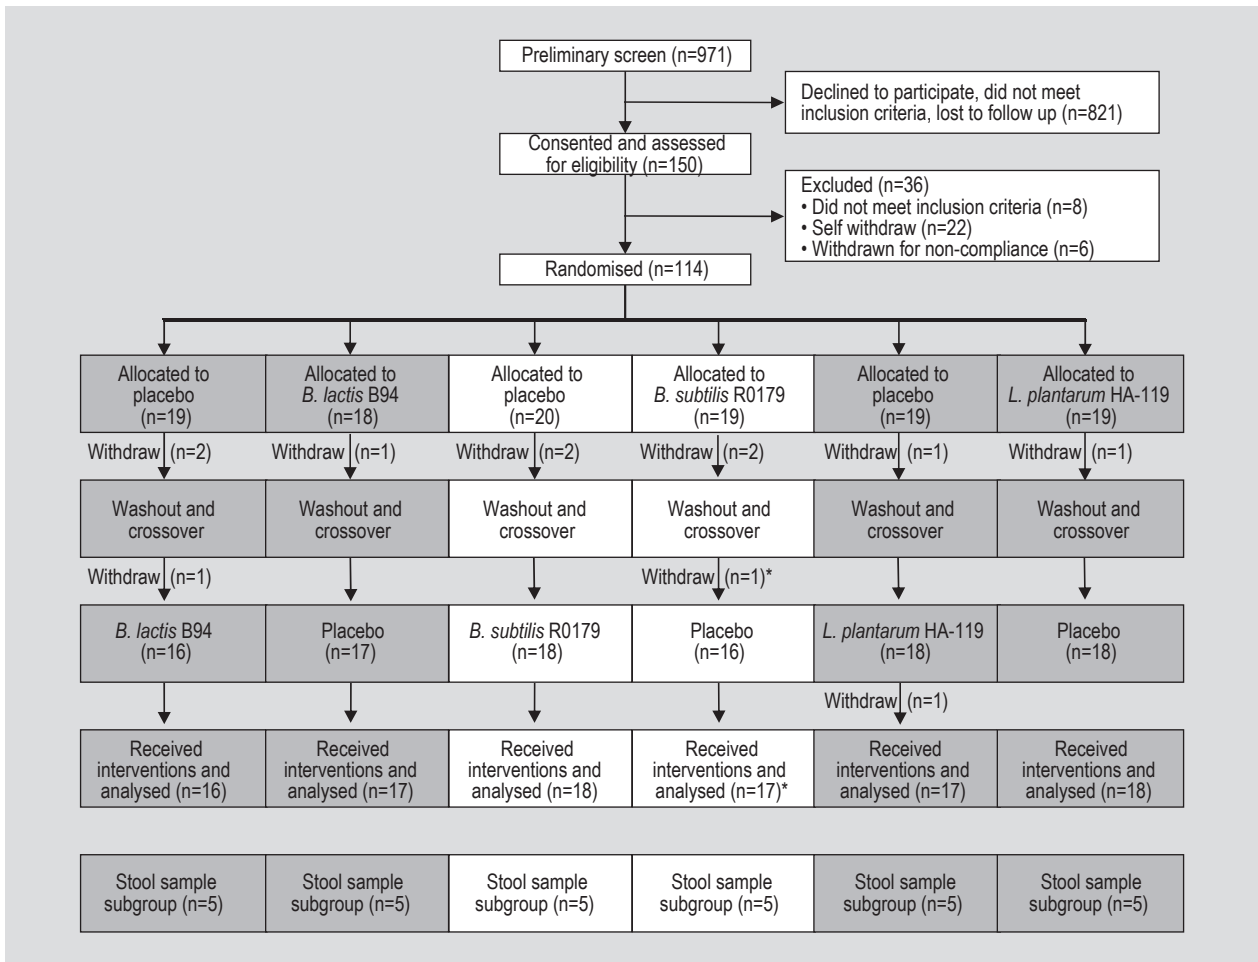 Preliminary screen (n=971)
Declined to participate, did not meet
inclusion criteria, lost to follow up (n=821)
Consented and assessed
for eligibility (n=150)
Excluded (n=36)
• Did not meet inclusion criteria (n=8)
• Self withdraw (n=22)
• Withdrawn for non-compliance (n=6)
Randomised (n=114)
Allocated to
placebo
(n=19)
Allocated to
B. lactis B94
(n=18)
Allocated to
placebo
(n=20)
Allocated to
B. subtilis R0179
(n=19)
Allocated to
placebo
(n=19)
Allocated to
L. plantarum HA-119
(n=19)
Withdraw (n=2)
Withdraw (n=1)
Withdraw (n=2)
Withdraw (n=2)
Withdraw (n=1)
Withdraw (n=1)
Washout and
crossover
Washout and
crossover
Washout and
crossover
Washout and
crossover
Washout and
crossover
Washout and
crossover
Withdraw (n=1)
Withdraw (n=1)*
B. lactis B94
(n=16)
Placebo
(n=17)
B. subtilis R0179
(n=18)
Placebo
(n=16)
L. plantarum HA-119
(n=18)
Placebo
(n=18)
Withdraw (n=1)
Received
interventions and
analysed (n=16)
Received
interventions and
analysed (n=17)
Received
interventions and
analysed (n=18)
Received
interventions and
analysed (n=17)*
Received
interventions and
analysed (n=17)
Received
interventions and
analysed (n=18)
Stool sample
subgroup (n=5)
Stool sample
subgroup (n=5)
Stool sample
subgroup (n=5)
Stool sample
subgroup (n=5)
Stool sample
subgroup (n=5)
Stool sample
subgroup (n=5)